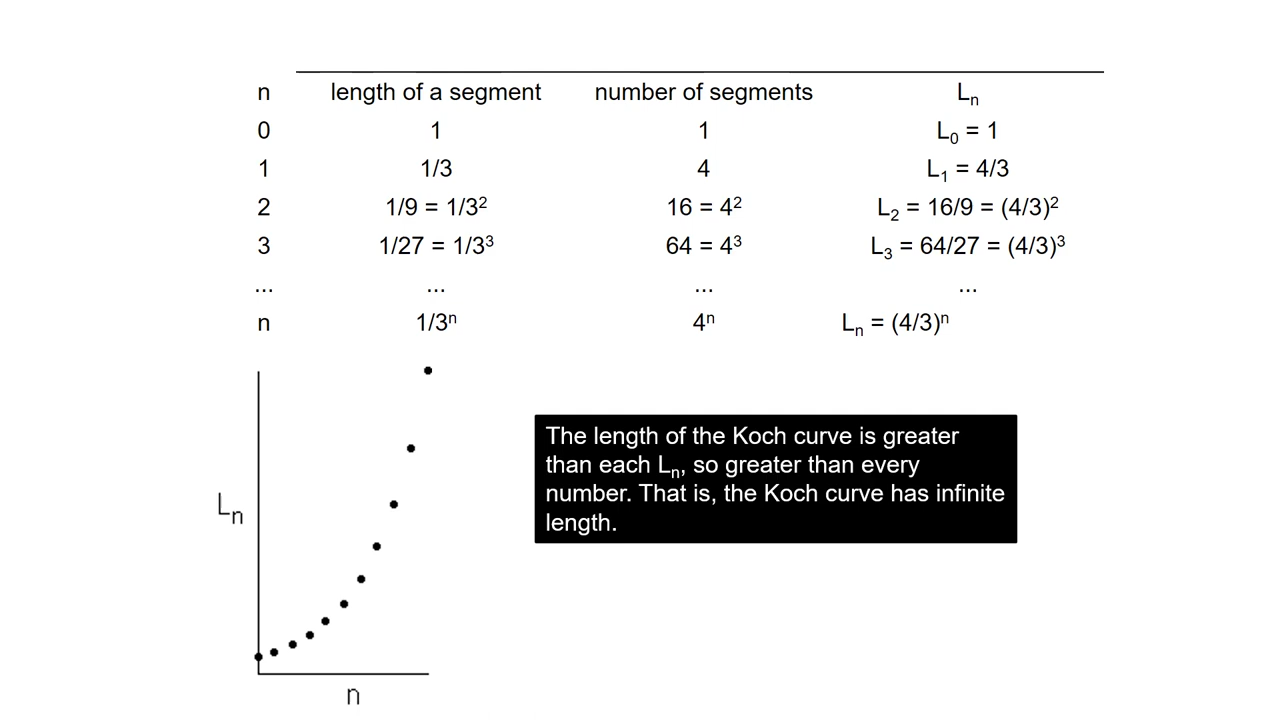 n length of a segment number of segments Lₙ
0 1 1 L₀ = 1
1 1/3 4 L₁ = 4/3
2 1/9 = 1/3² 16 = 4² L₂ = 16/9 = (4/3)²
3 1/27 = 1/3³ 64 = 4³ L₃ = 64/27 = (4/3)³
... ... ... ...
n 1/3ⁿ 4ⁿ Lₙ = (4/3)ⁿ
The length of the Koch curve is greater
than each Lₙ, so greater than every
number. That is, the Koch curve has infinite
length.
Lₙ
n